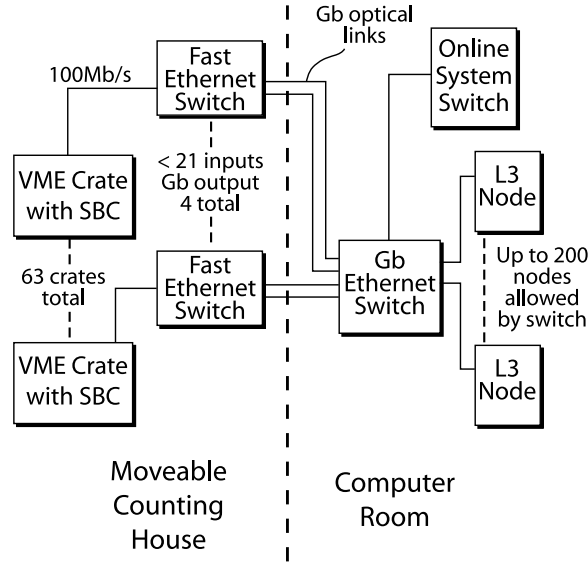 Gb optical
links
Fast
Ethernet
Switch
Online
System
Switch
100Mb/s
< 21 inputs
Gb output
4 total
VME Crate
with SBC
L3
Node
63 crates
total
Fast
Ethernet
Switch
Gb
Ethernet
Switch
Up to 200
nodes
allowed
by switch
VME Crate
with SBC
L3
Node
Moveable
Counting
House
Computer
Room